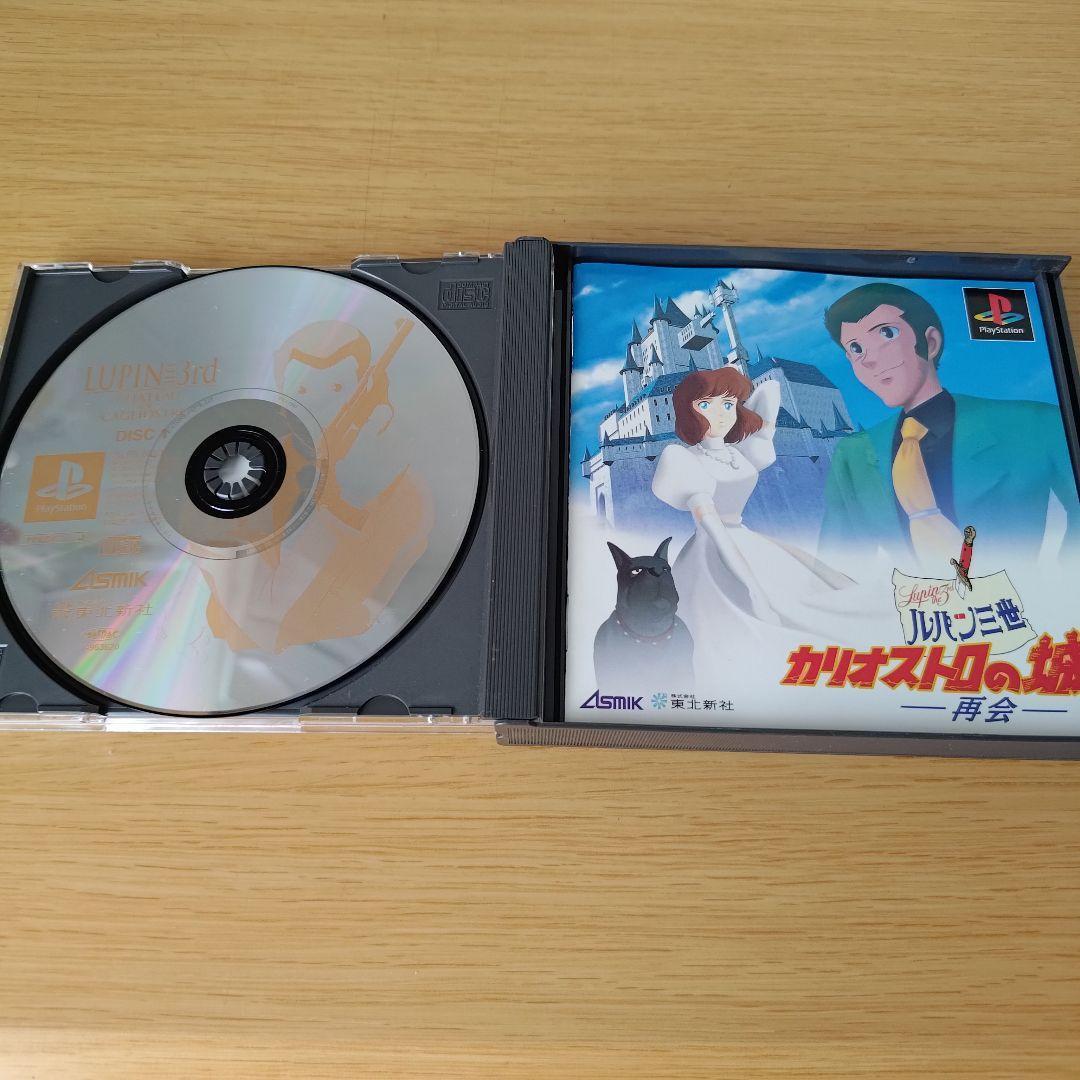 LUPIN THE 3rd
CAGLIOSTRO
DISC 1
PlayStation
ASMIK
東北新社
COMPACT
disc
PlayStation
Lupin the 3rd
ルパン三世
カリオストロの城
再会
ASMIK 株式会社 東北新社